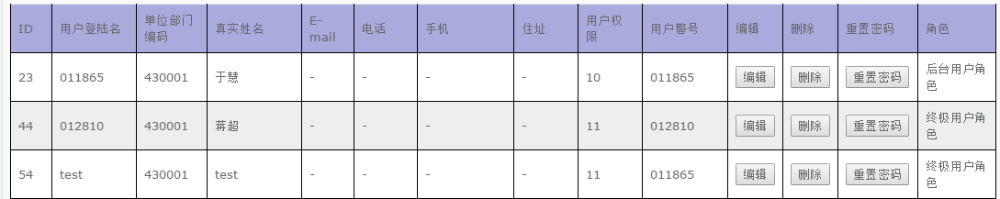 ID 用户登陆名 单位部门编码 真实姓名 E-mail 电话 手机 住址 用户权限 用户警号 编辑 删除 重置密码 角色
23 011865 430001 于慧 - - - - 10 011865 编辑 删除 重置密码 后台用户角色
44 012810 430001 蒋超 - - - - 11 012810 编辑 删除 重置密码 终极用户角色
54 test 430001 test - - - - 11 011865 编辑 删除 重置密码 终极用户角色